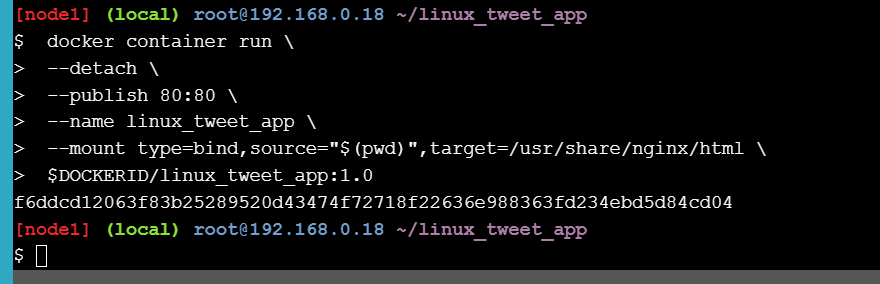 [node1] (local) root@192.168.0.18 ~/linux_tweet_app
$  docker container run \
>  --detach \
>  --publish 80:80 \
>  --name linux_tweet_app \
>  --mount type=bind,source="$(pwd)",target=/usr/share/nginx/html \
>  $DOCKERID/linux_tweet_app:1.0
f6ddcd12063f83b25289520d43474f72718f22636e988363fd234ebd5d84cd04
[node1] (local) root@192.168.0.18 ~/linux_tweet_app
$